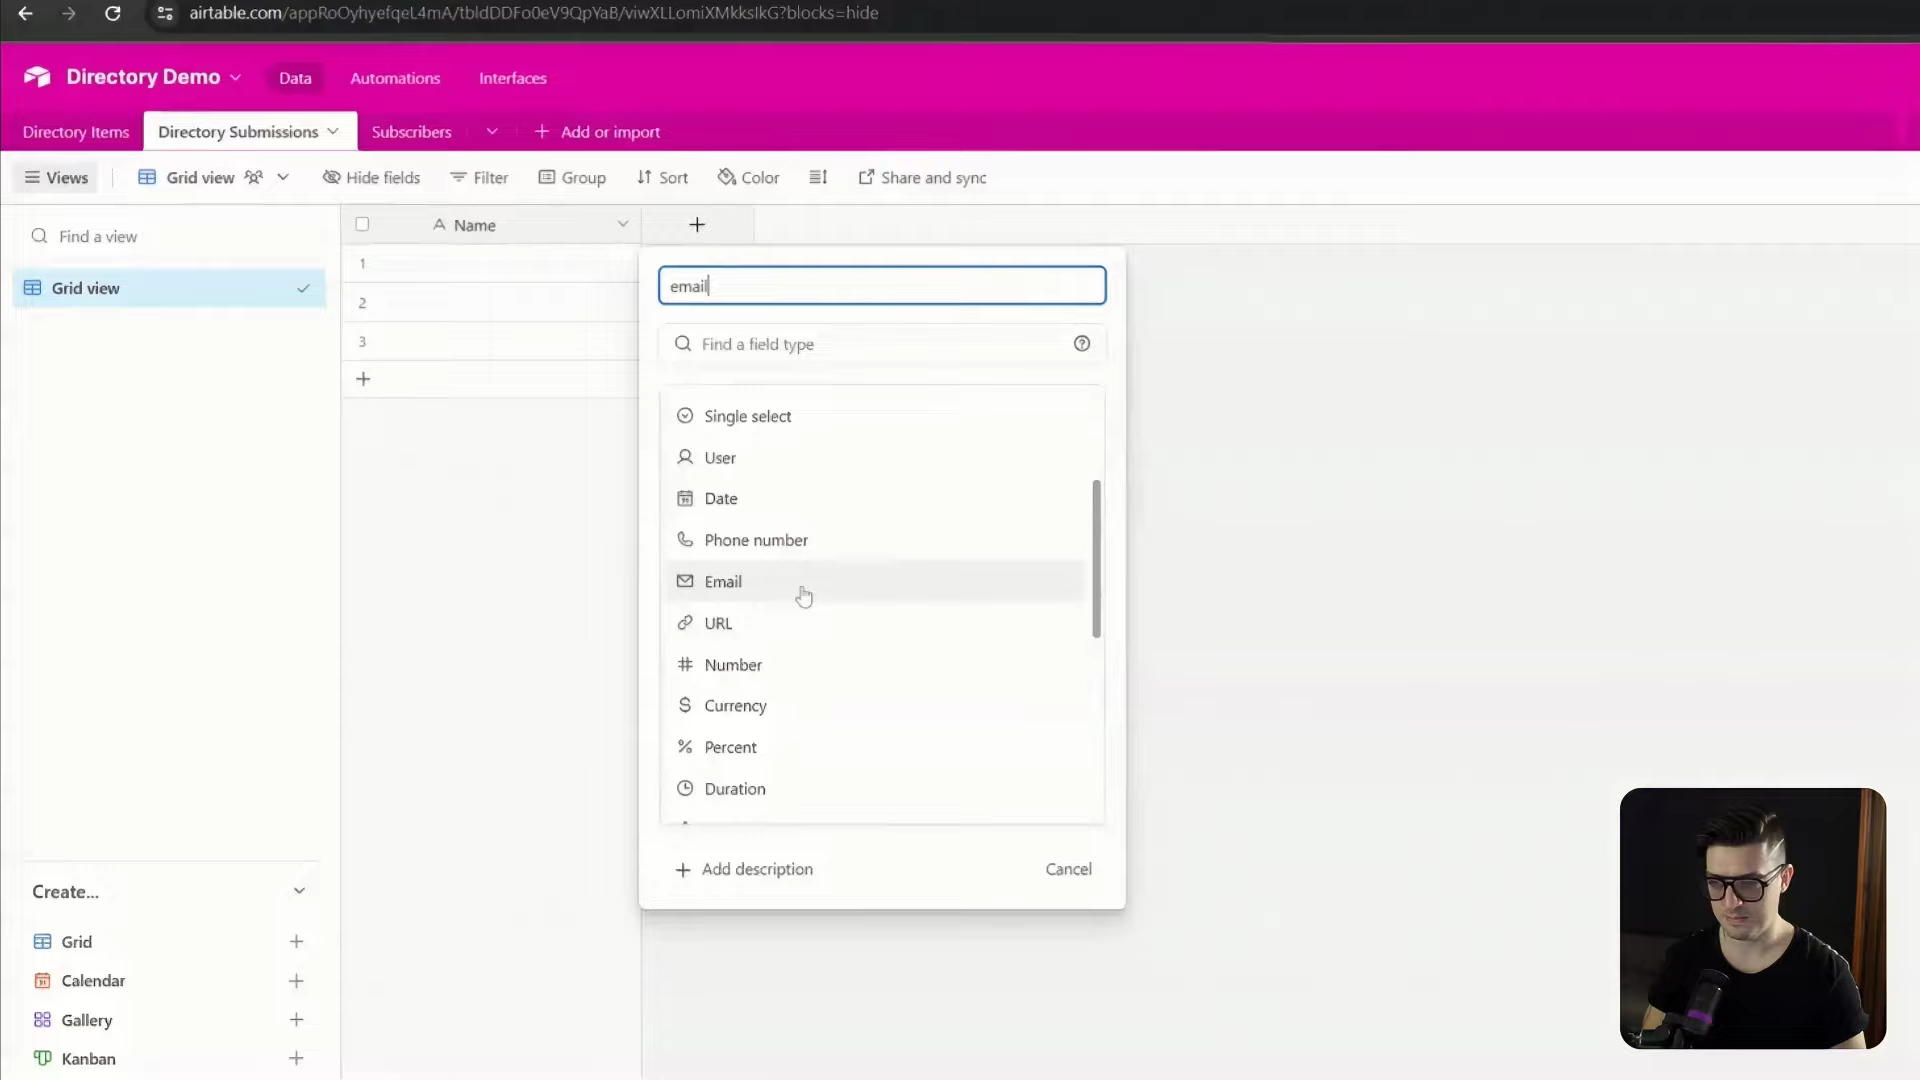 airtable.com/appRoOyhyefqeL4mA/tbldDDFo0eV9QpYaB/viwXLLomiXMkkslkG?blocks=hide
Directory Demo
Data
Automations
Interfaces
Directory Items
Directory Submissions
Subscribers
Add or import
Views
Grid view
Hide fields
Filter
Group
Sort
Color
Share and sync
Find a view
Grid view
Name
1
2
3
email
Find a field type
Single select
User
Date
Phone number
Email
URL
Number
Currency
Percent
Duration
Add description
Cancel
Create...
Grid
Calendar
Gallery
Kanban